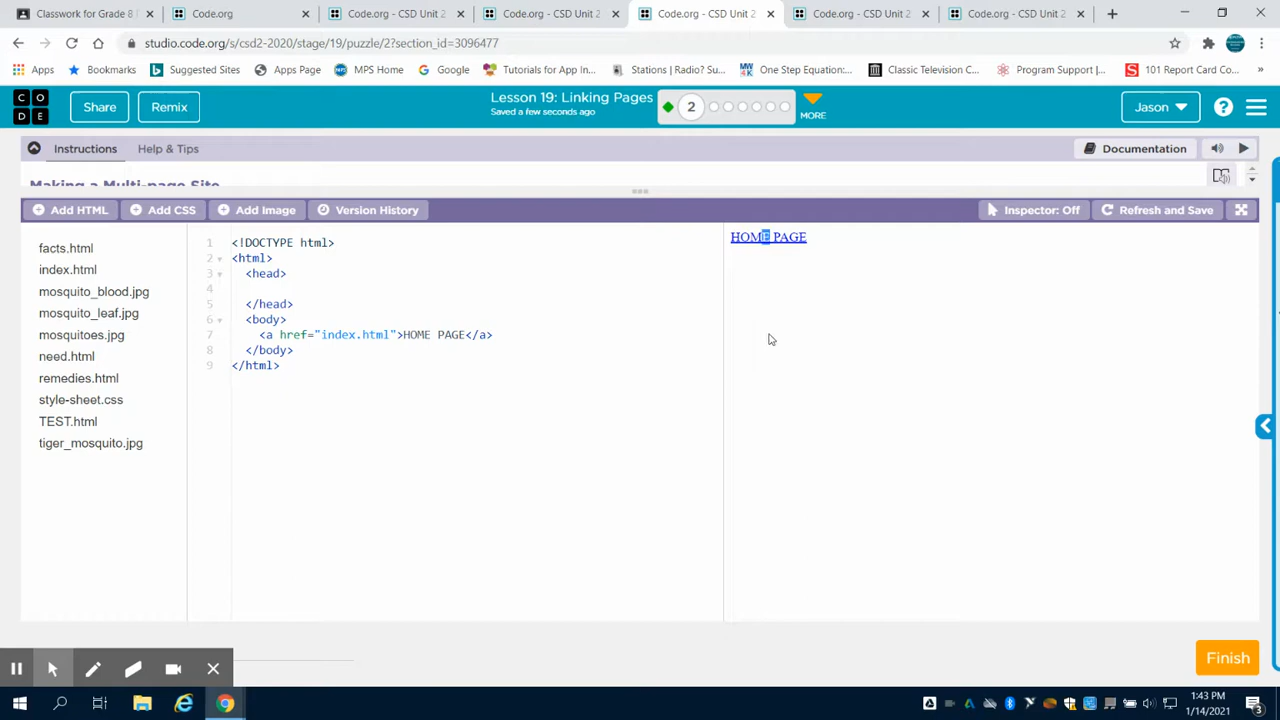 Classwork for Grade 8
Code.org
Code.org - CSD Unit 2
Code.org - CSD Unit 2
Code.org - CSD Unit 2
Code.org - CSD Unit 2
Code.org - CSD Unit 2
studio.code.org/s/csd2-2020/stage/19/puzzle/2?section_id=3096477
Apps
Bookmarks
Suggested Sites
Apps Page
MPS Home
Google
Tutorials for App In...
Stations | Radio? Su...
One Step Equation:...
Classic Television C...
Program Support |...
101 Report Card Co...
C O
D E
Share
Remix
Lesson 19: Linking Pages
Saved a few seconds ago
2
MORE
Jason
Instructions
Help & Tips
Documentation
Making a Multi-page Site
Add HTML
Add CSS
Add Image
Version History
Inspector: Off
Refresh and Save
facts.html
index.html
mosquito_blood.jpg
mosquito_leaf.jpg
mosquitoes.jpg
need.html
remedies.html
style-sheet.css
TEST.html
tiger_mosquito.jpg
1 <!DOCTYPE html>
2 <html>
3 <head>
4
5 </head>
6 <body>
7 <a href="index.html">HOME PAGE</a>
8 </body>
9 </html>
HOME PAGE
Finish
1:43 PM
1/14/2021
3